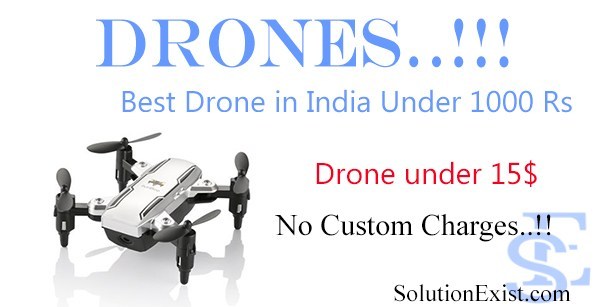 DRONES..!!!
Best Drone in India Under 1000 Rs
Drone under 15$
No Custom Charges..!!
SolutionExist.com